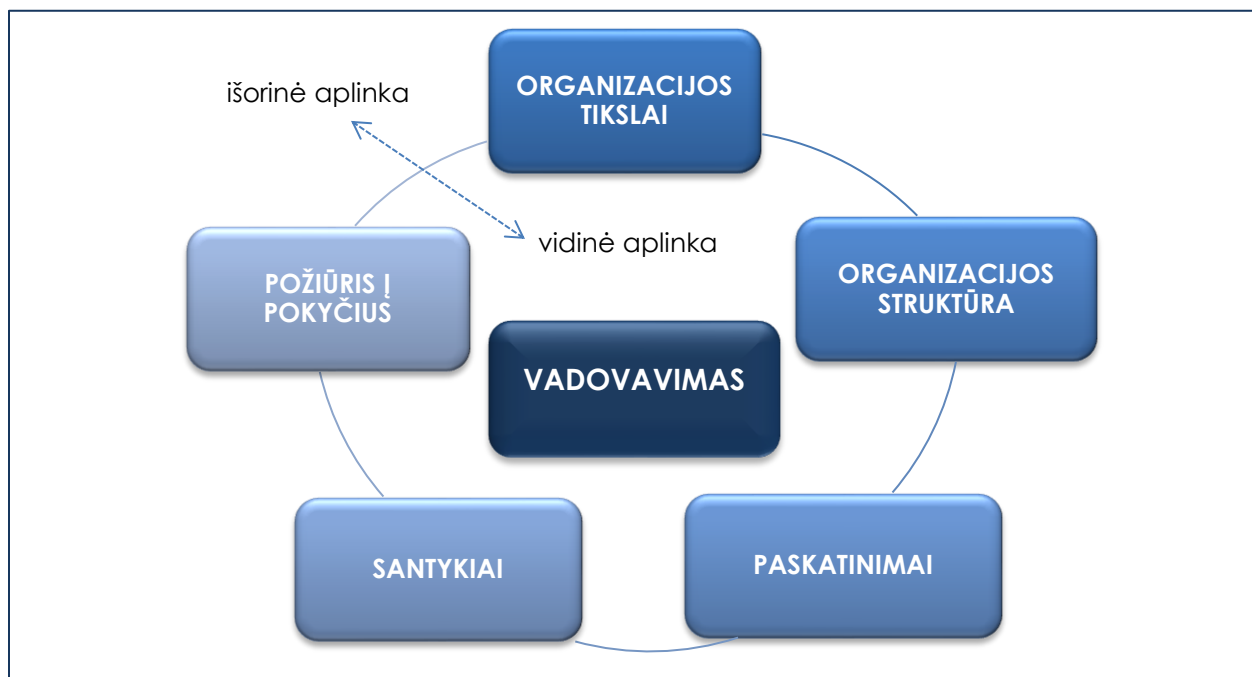 ORGANIZACIJOS
TIKSLAI
išorinė aplinka
vidinė aplinka
ORGANIZACIJOS
STRUKTŪRA
POŽIŪRIS Į
POKYČIUS
VADOVAVIMAS
PASKATINIMAI
SANTYKIAI